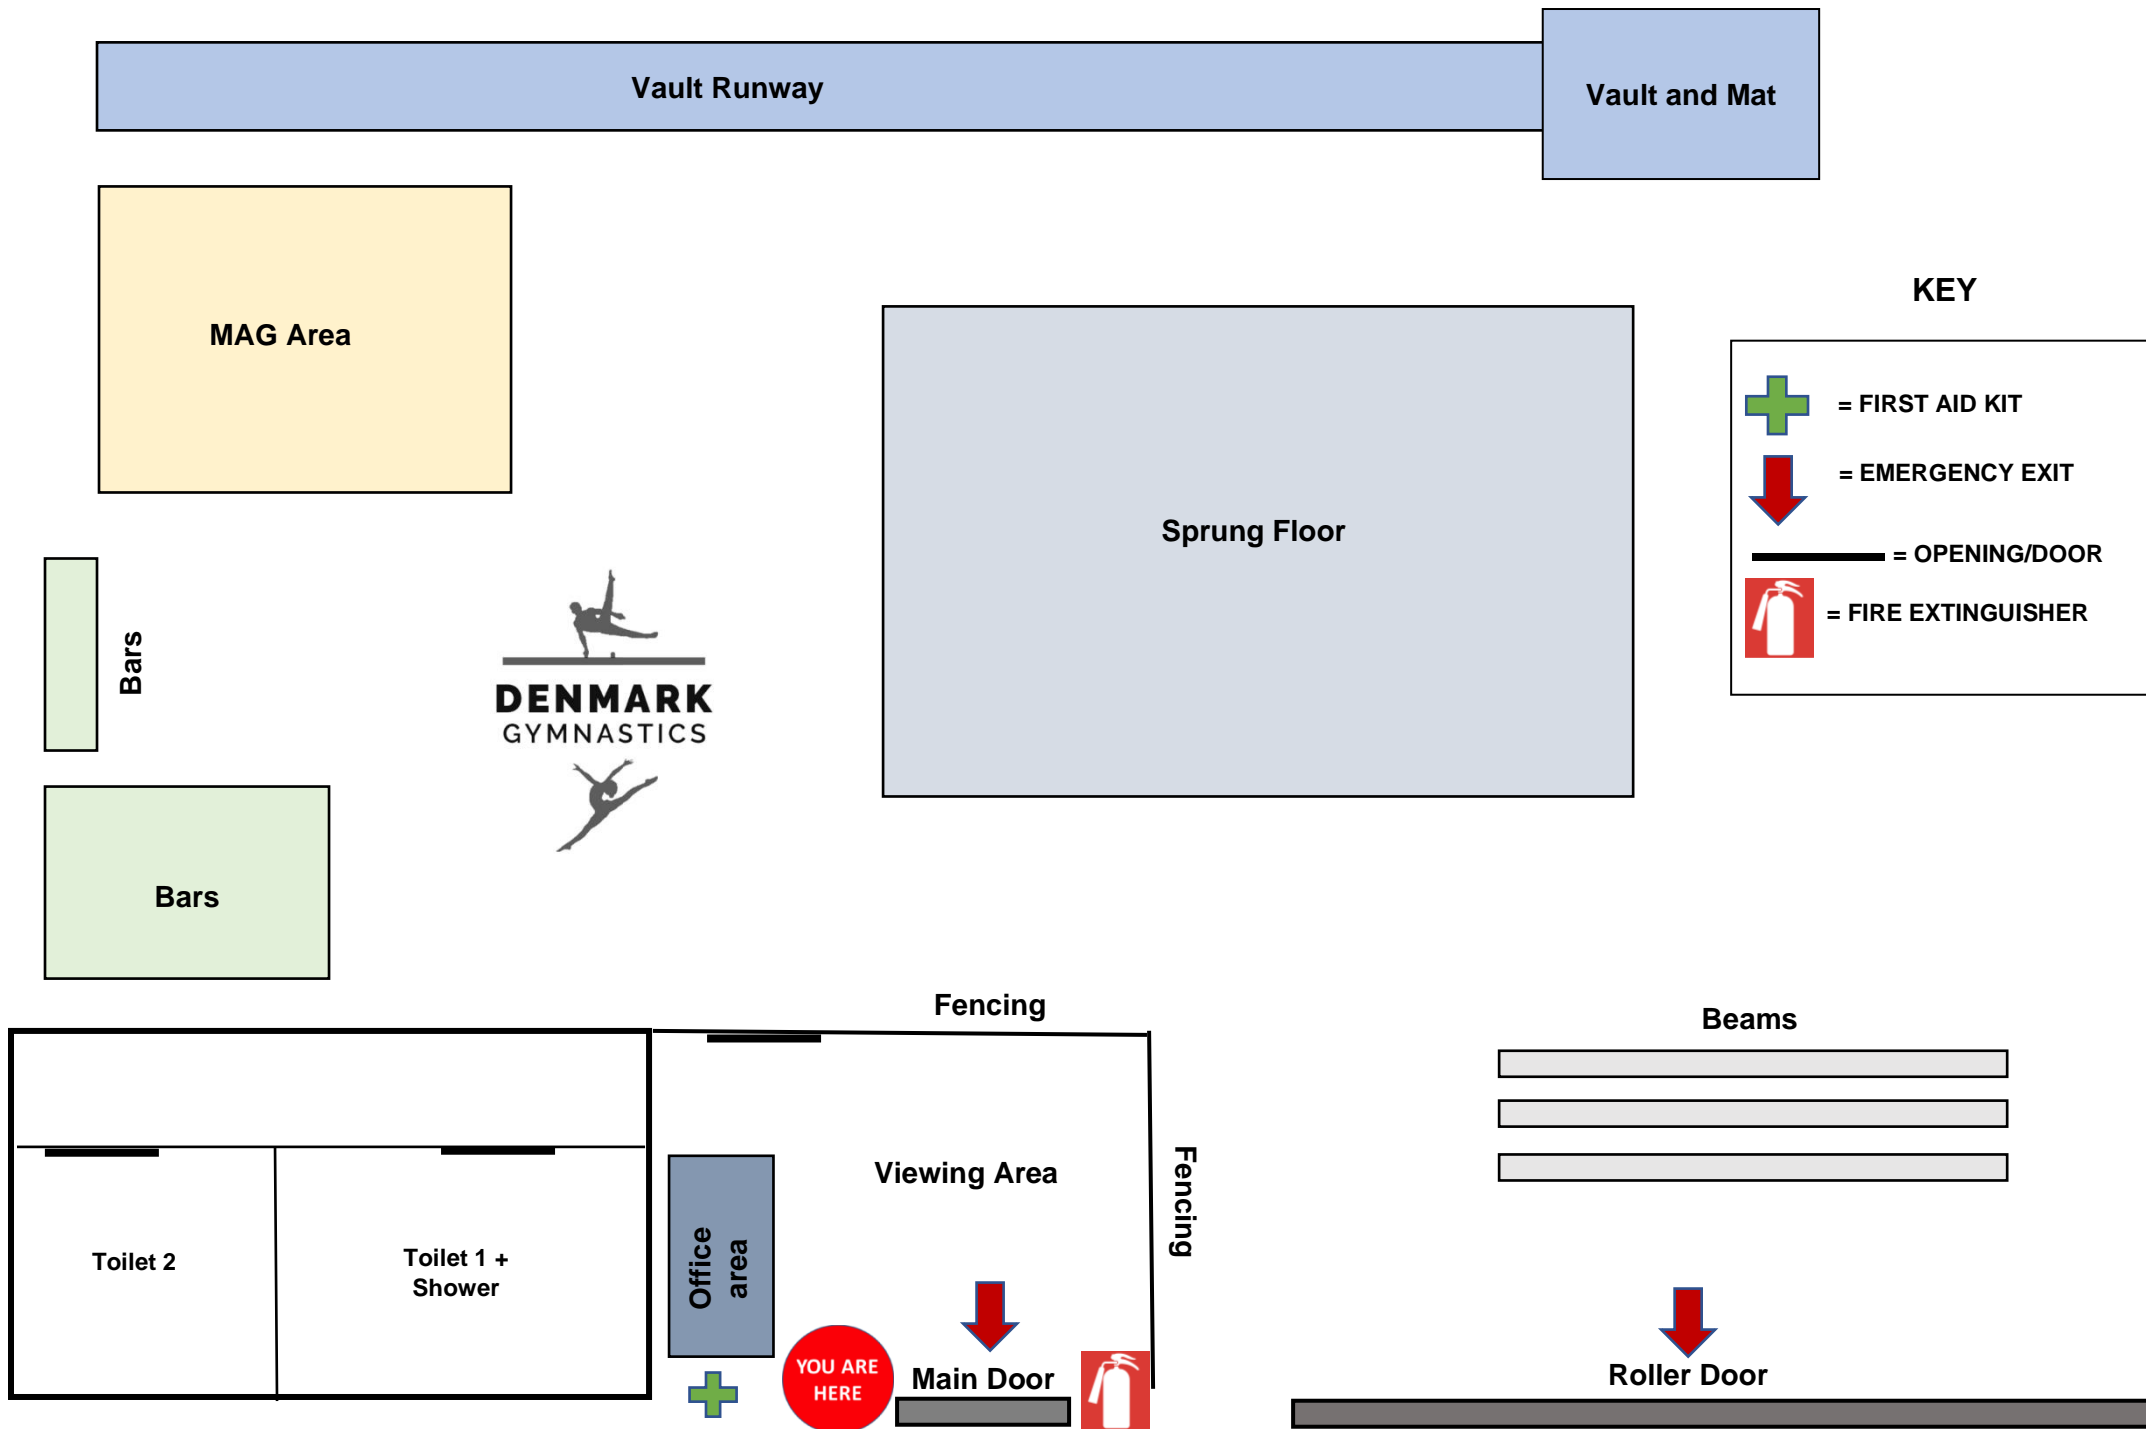 Vault Runway
Vault and Mat
MAG Area
KEY
= FIRST AID KIT
= EMERGENCY EXIT
= OPENING/DOOR
= FIRE EXTINGUISHER
Sprung Floor
Bars
DENMARK
GYMNASTICS
Bars
Fencing
Beams
Viewing Area
Fencing
Toilet 2
Toilet 1 +
Shower
Office
area
YOU ARE
HERE
Main Door
Roller Door